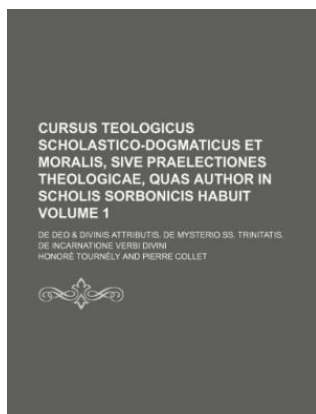 CURSUS TEOLOGICUS
SCHOLASTICO-DOGMATICUS ET
MORALIS, SIVE PRAELECTIONES
THEOLOGICAE, QUAS AUTHOR IN
SCHOLIS SORBONICIS HABUIT
VOLUME 1
DE DEO & DIVINIS ATTRIBUTIS. DE MYSTERIO SS. TRINITATIS.
DE INCARNATIONE VERBI DIVINI
HONORÉ TOURNÉLY AND PIERRE COLLET